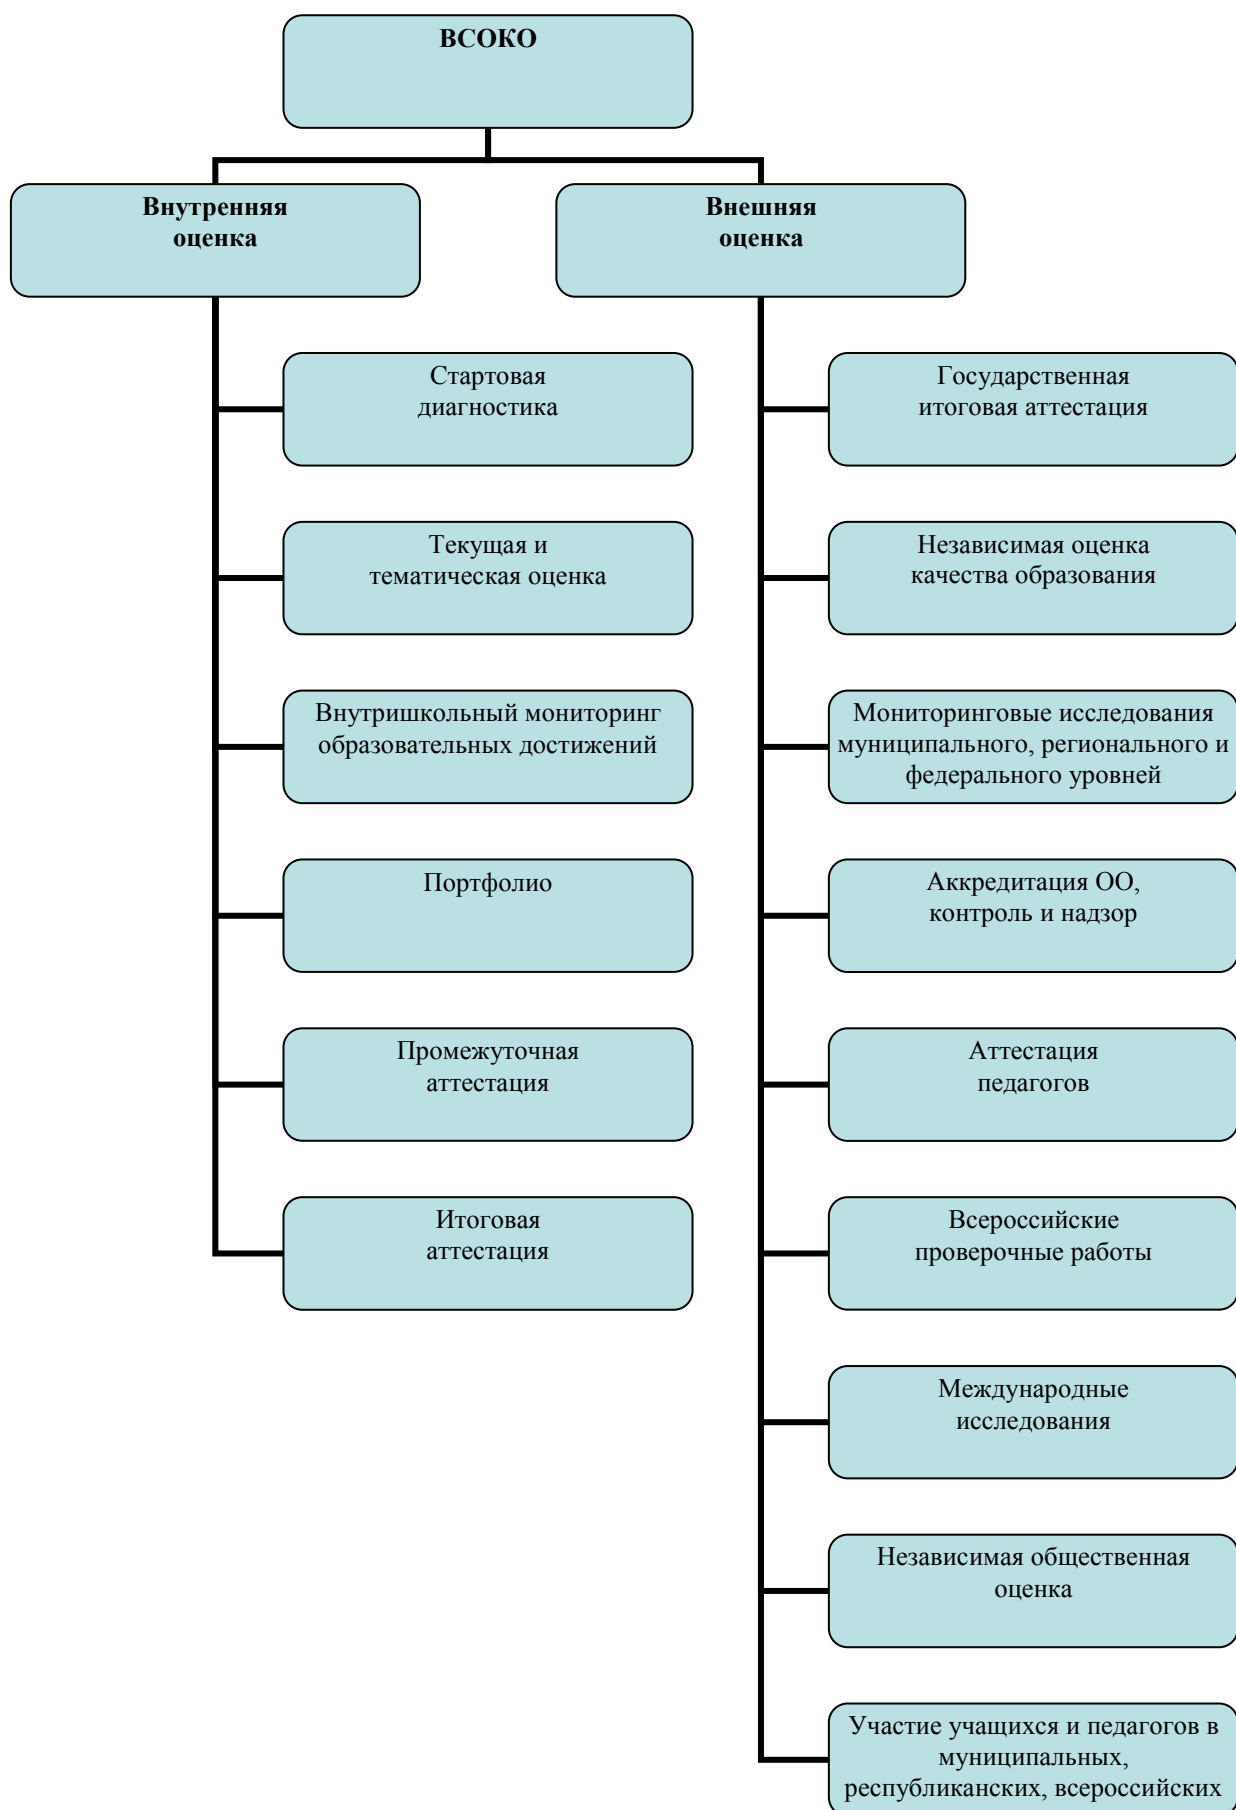 ВСОКО
Внутренняя
оценка
Внешняя
оценка
Стартовая
диагностика
Текущая и
тематическая оценка
Внутришкольный мониторинг
образовательных достижений
Портфолио
Промежуточная
аттестация
Итоговая
аттестация
Государственная
итоговая аттестация
Независимая оценка
качества образования
Мониторинговые исследования
муниципального, регионального и
федерального уровней
Аккредитация ОО,
контроль и надзор
Аттестация
педагогов
Всероссийские
проверочные работы
Международные
исследования
Независимая общественная
оценка
Участие учащихся и педагогов в
муниципальных,
республиканских, всероссийских